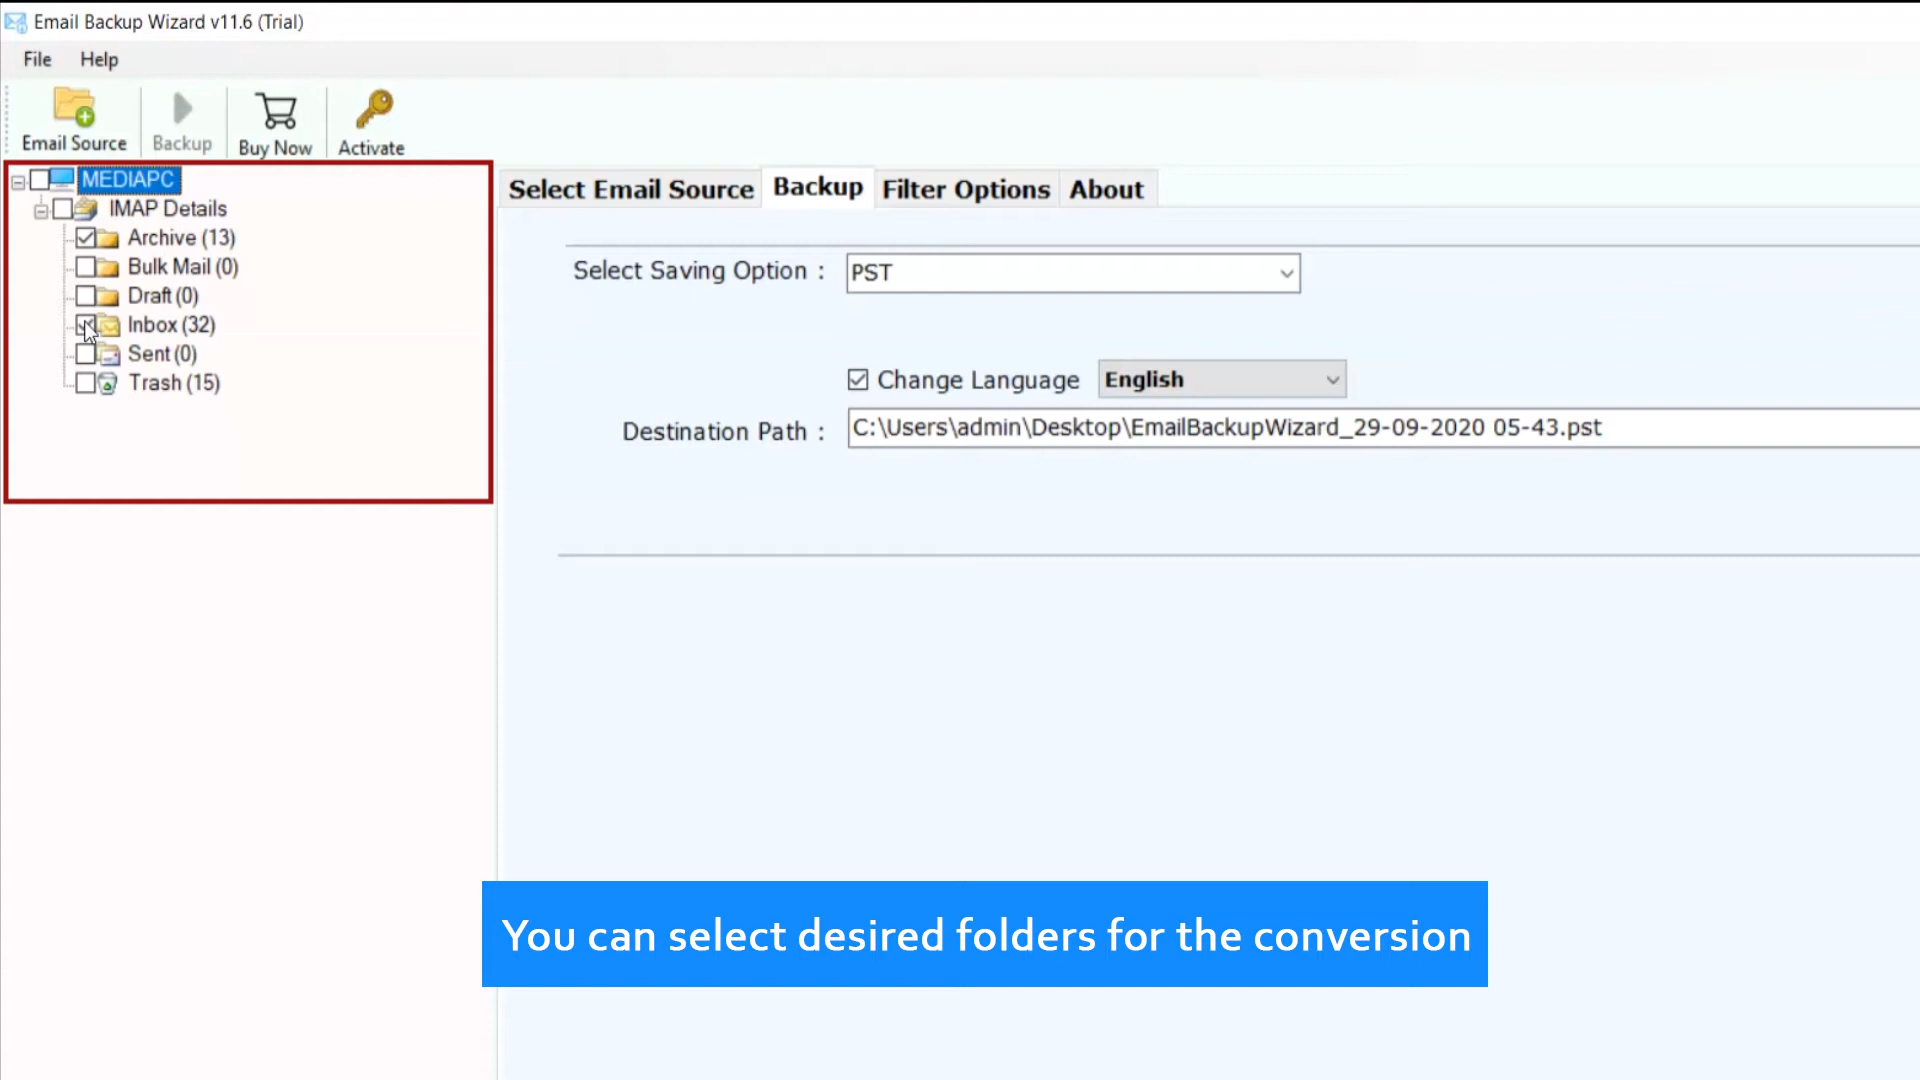 Email Backup Wizard v11.6 (Trial)
File Help
Email Source Backup Buy Now Activate
MEDIAPC
IMAP Details
Archive (13)
Bulk Mail (0)
Draft (0)
Inbox (32)
Sent (0)
Trash (15)
Select Email Source Backup Filter Options About
Select Saving Option : PST
Change Language English
Destination Path : C:\Users\admin\Desktop\EmailBackupWizard_29-09-2020 05-43.pst
You can select desired folders for the conversion